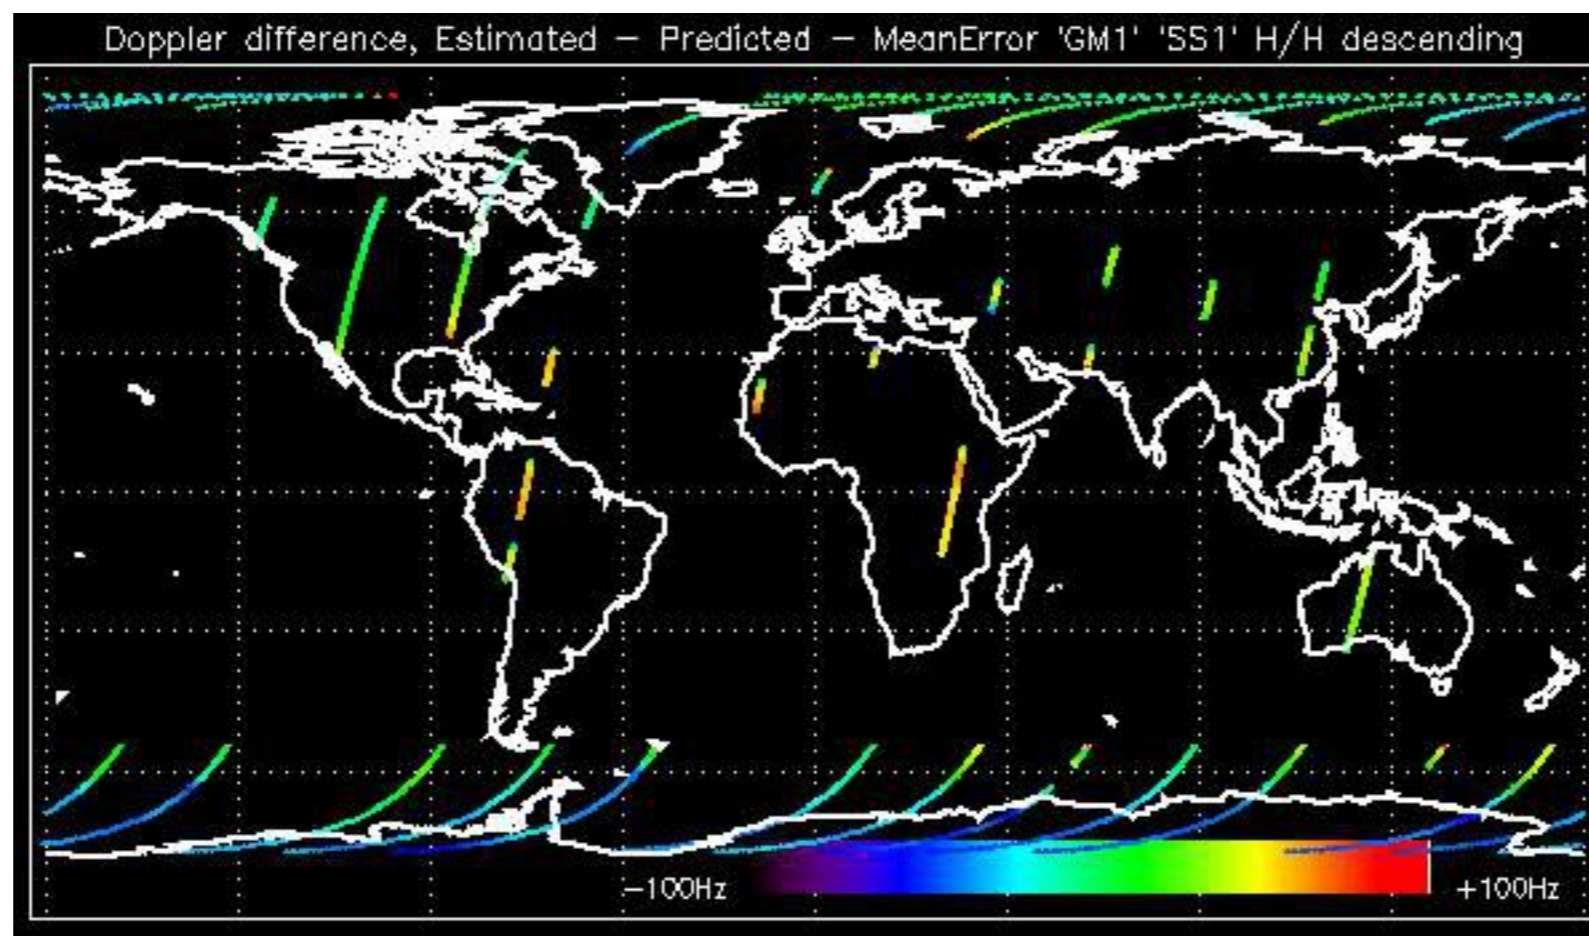 Doppler difference, Estimated – Predicted – MeanError 'GM1' 'SS1' H/H descending
–100Hz
+100Hz